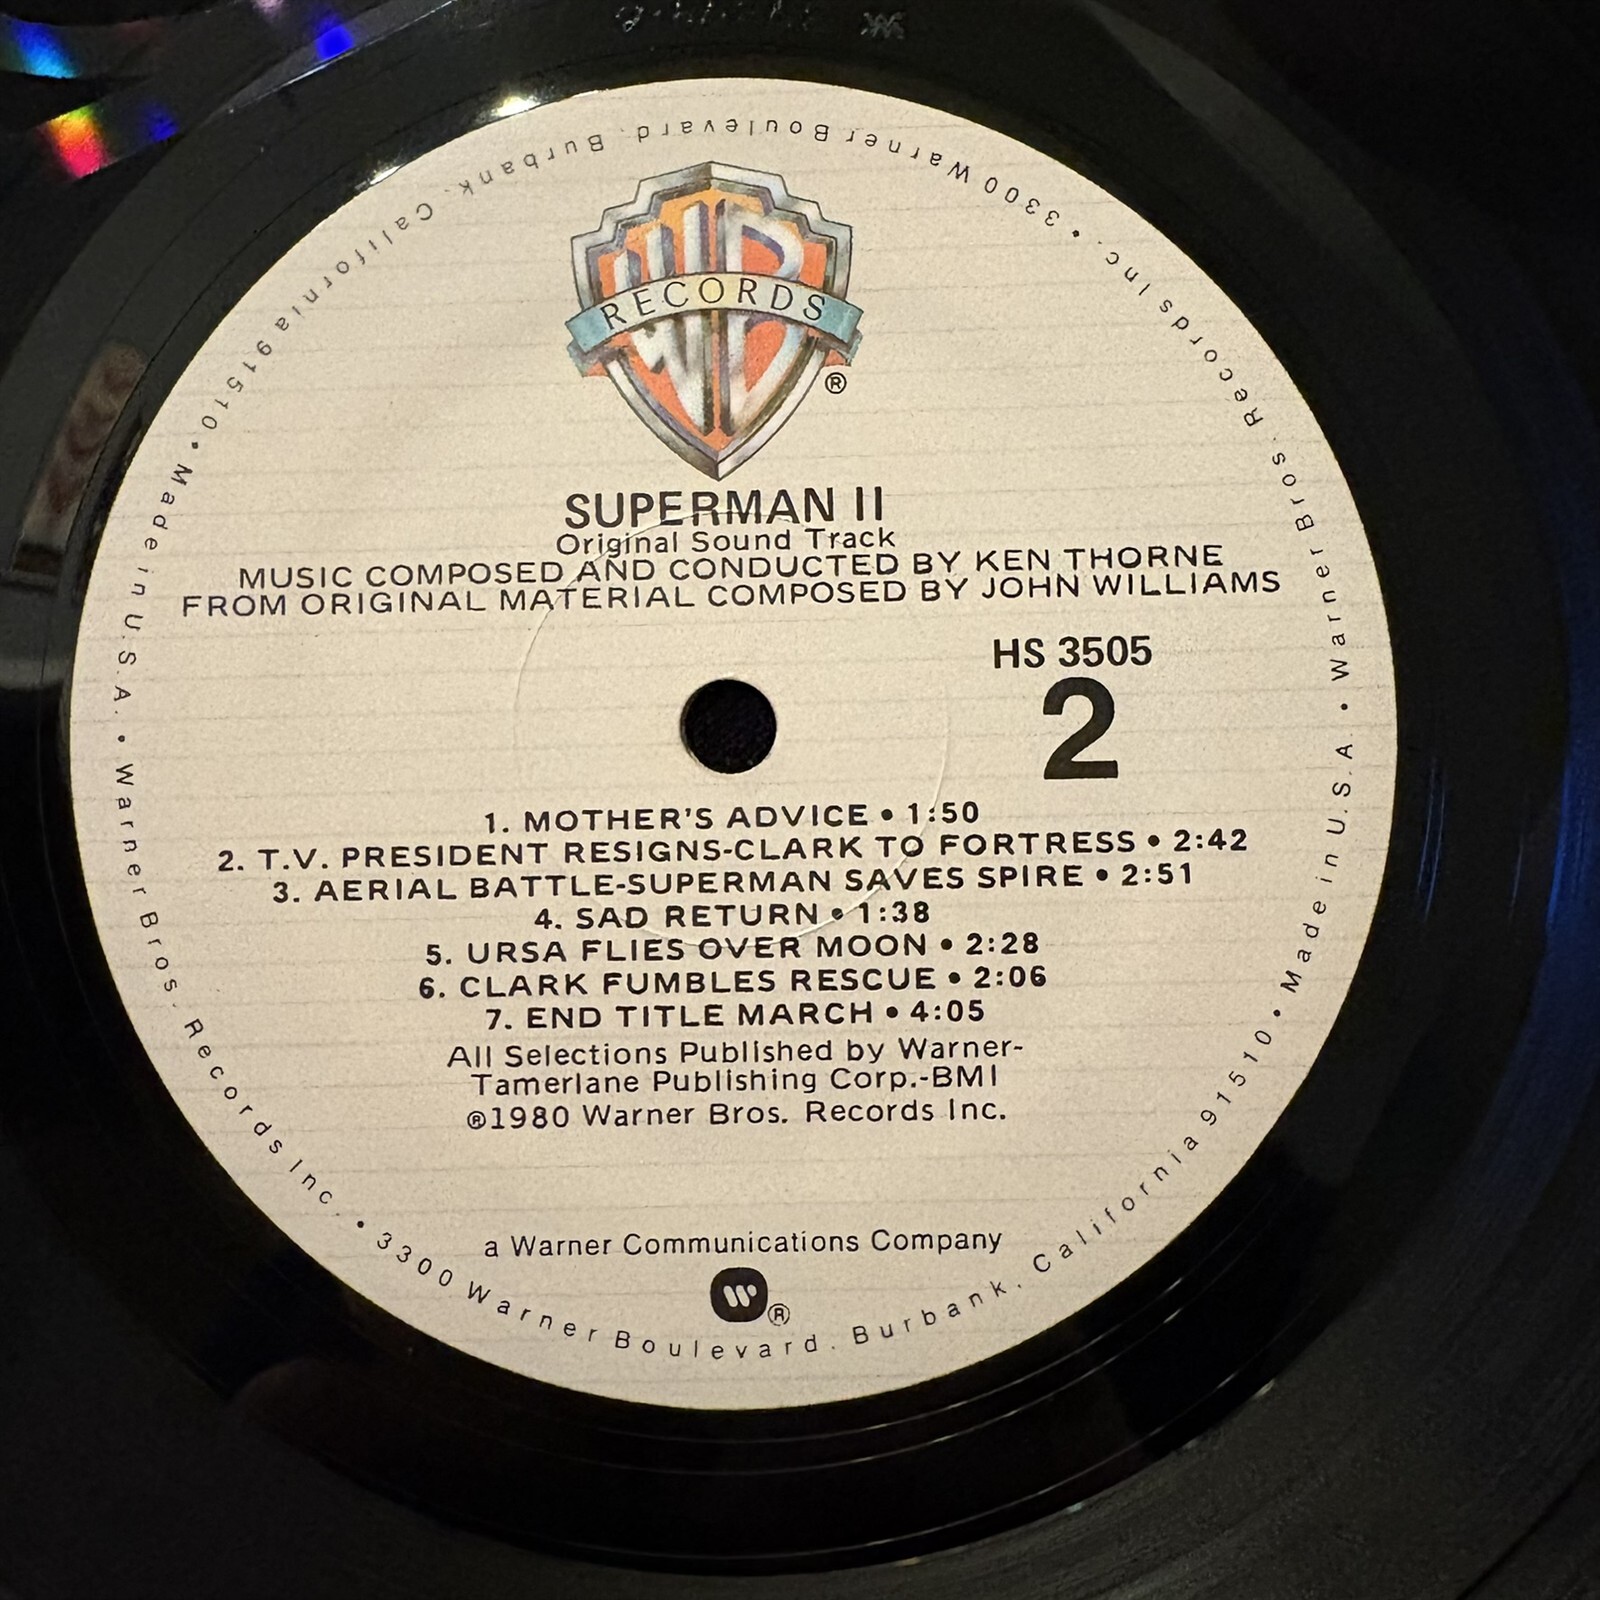 WB
RECORDS
®
SUPERMAN II
Original Sound Track
MUSIC COMPOSED AND CONDUCTED BY KEN THORNE
FROM ORIGINAL MATERIAL COMPOSED BY JOHN WILLIAMS
HS 3505
2
1. MOTHER'S ADVICE • 1:50
2. T.V. PRESIDENT RESIGNS-CLARK TO FORTRESS • 2:42
3. AERIAL BATTLE-SUPERMAN SAVES SPIRE • 2:51
4. SAD RETURN • 1:38
5. URSA FLIES OVER MOON • 2:28
6. CLARK FUMBLES RESCUE • 2:06
7. END TITLE MARCH • 4:05
All Selections Published by Warner-
Tamerlane Publishing Corp.-BMI
℗1980 Warner Bros. Records Inc.
a Warner Communications Company
W®
Made in U.S.A. • Warner Bros. Records Inc. • 3300 Warner Boulevard. Burbank. California 91510 • Made in U.S.A. • Warner Bros. Records Inc. • 3300 Warner Boulevard. Burbank. California 91510 •